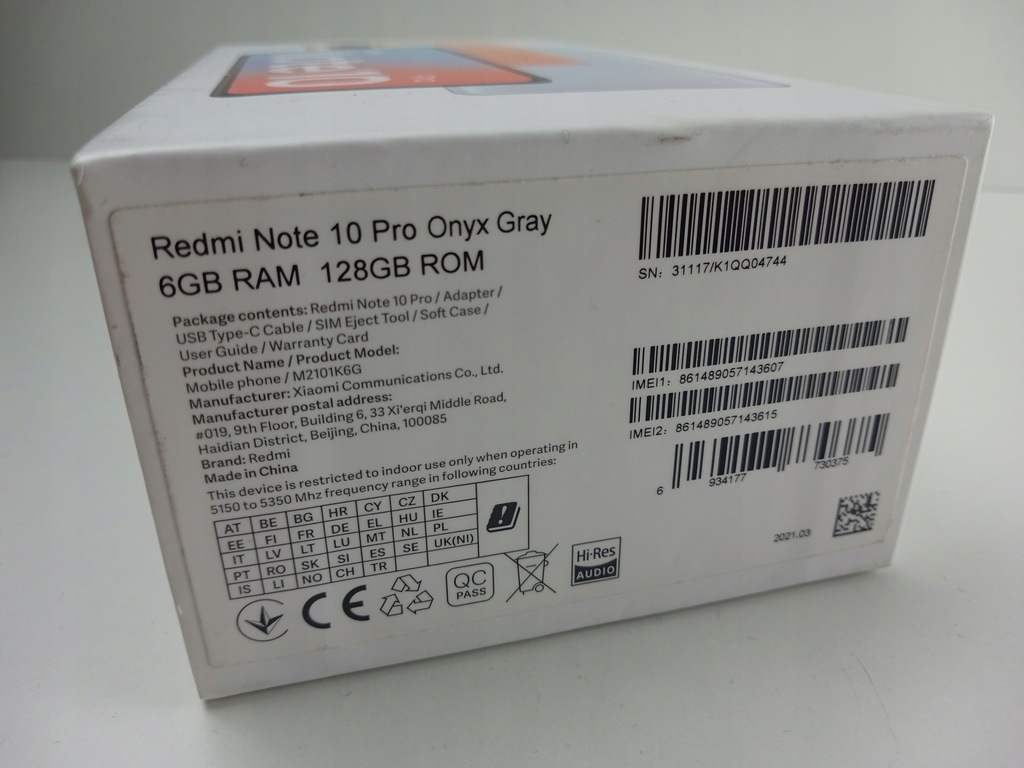 Redmi Note 10 Pro Onyx Gray
6GB RAM 128GB ROM
Package contents: Redmi Note 10 Pro / Adapter /
USB Type-C Cable / SIM Eject Tool / Soft Case /
User Guide / Warranty Card
Product Name / Product Model:
Mobile phone / M2101K6G
Manufacturer: Xiaomi Communications Co., Ltd.
Manufacturer postal address:
#019, 9th Floor, Building 6, 33 Xi'erqi Middle Road,
Haidian District, Beijing, China, 100085
Brand: Redmi
Made in China
This device is restricted to indoor use only when operating in
5150 to 5350 Mhz frequency range in following countries:
AT BE BG HR CY CZ DK
EE FI FR DE EL HU IE
IT LV LT LU MT NL PL
PT RO SK SI ES SE UK(NI)
IS LI NO CH TR
CE
QC
PASS
Hi-Res
AUDIO
SN: 31117/K1QQ04744
IMEI1: 861489057143607
IMEI2: 861489057143615
6 934177 730375
2021.03